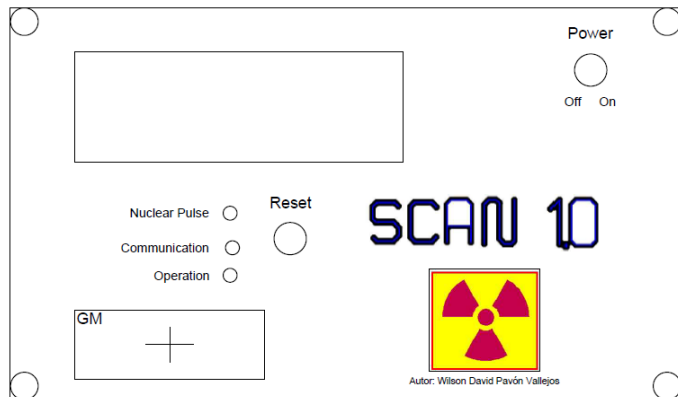 Power
Off On
Nuclear Pulse
Reset
SCAN 1.0
Communication
Operation
GM
Autor: Wilson David Pavón Vallejos